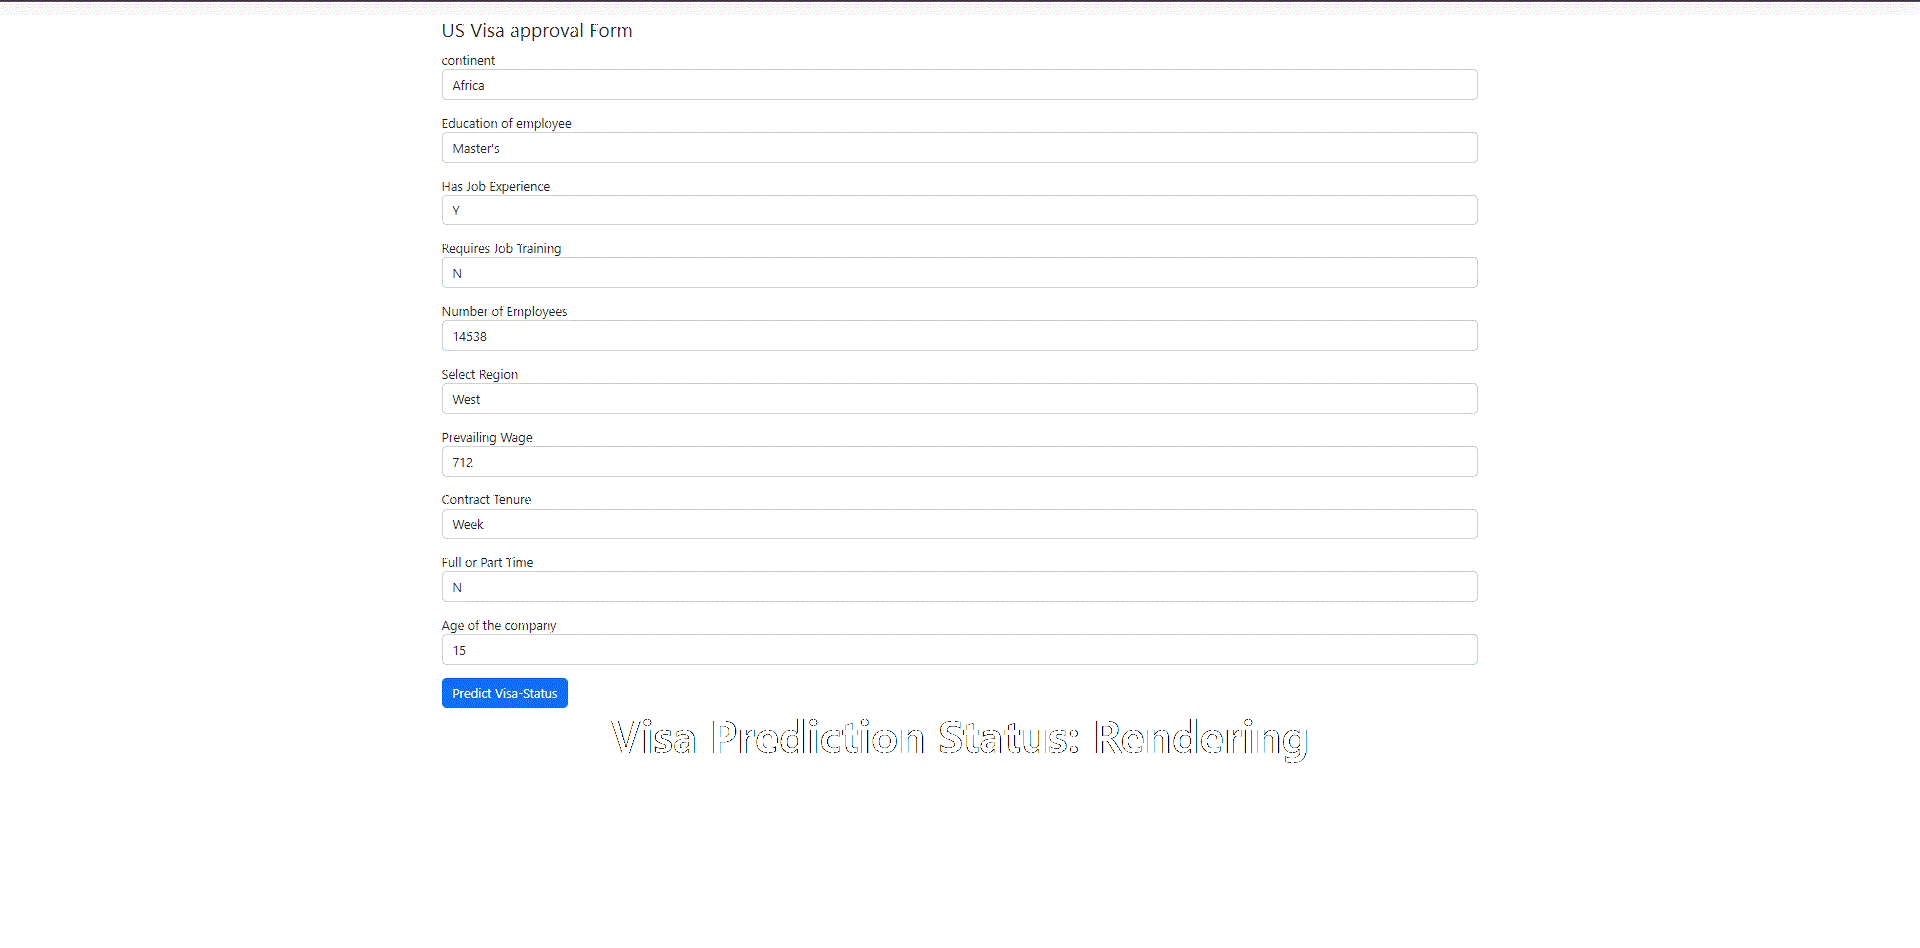 US Visa approval Form
continent
Africa
Education of employee
Master's
Has Job Experience
Y
Requires Job Training
N
Number of Employees
14538
Select Region
West
Prevailing Wage
712
Contract Tenure
Week
Full or Part Time
N
Age of the company
15
Predict Visa-Status
Visa Prediction Status: Rendering